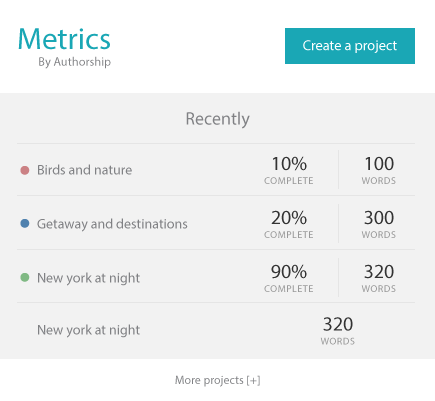 Metrics
By Authorship
Create a project
Recently
Birds and nature 10% 100
COMPLETE WORDS
Getaway and destinations 20% 300
COMPLETE WORDS
New york at night 90% 320
COMPLETE WORDS
New york at night 320
WORDS
More projects [+]